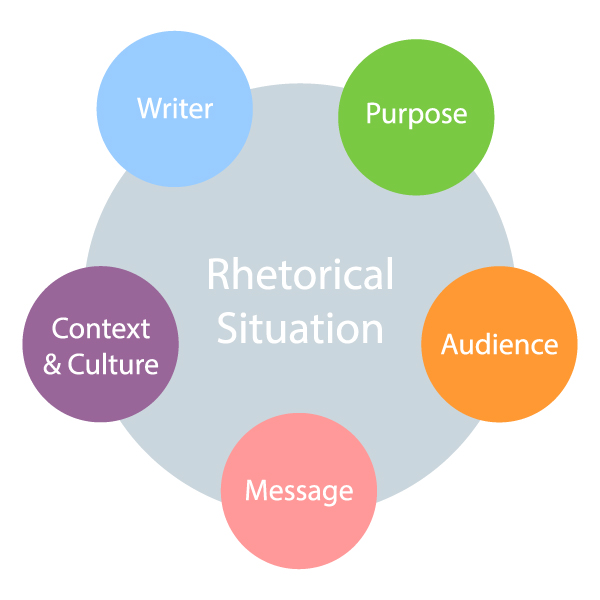 Writer
Purpose
Rhetorical
Situation
Context
& Culture
Audience
Message